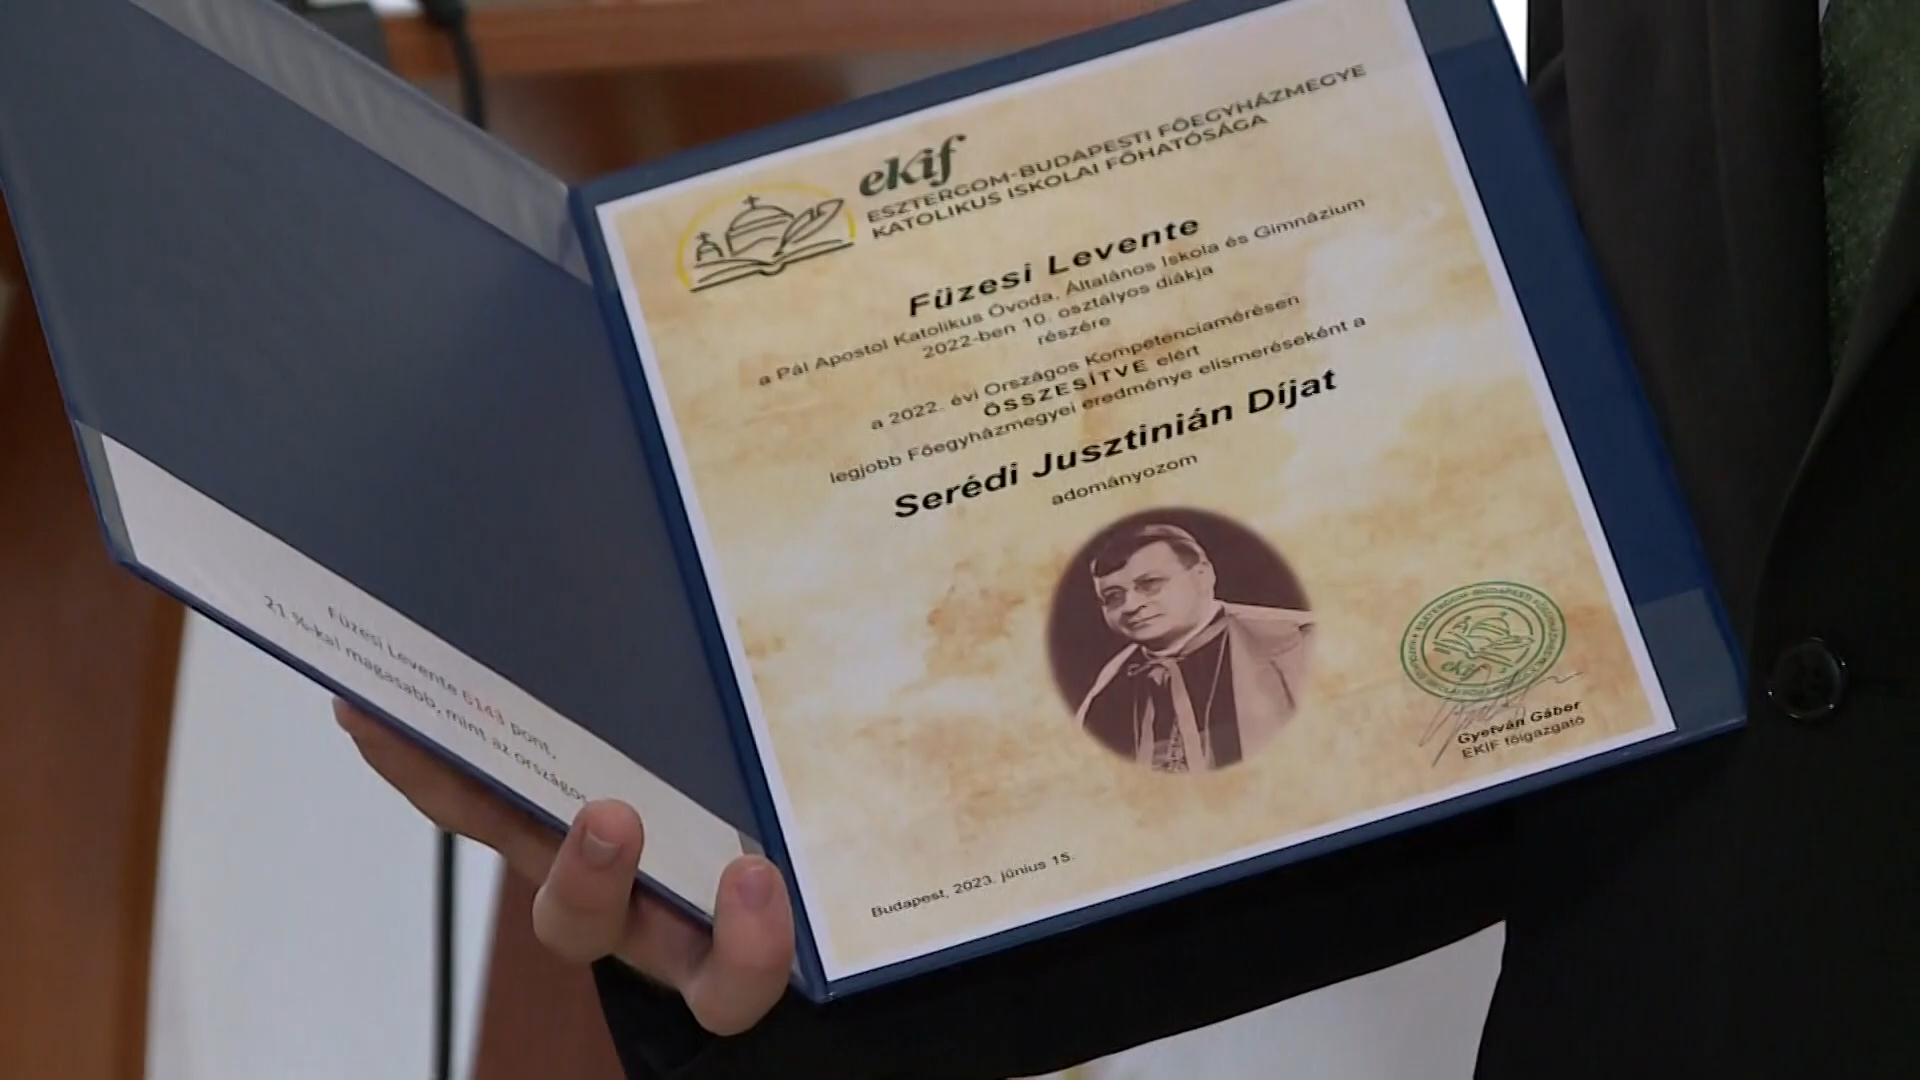 ekif
ESZTERGOM-BUDAPESTI FŐEGYHÁZMEGYE
KATOLIKUS ISKOLAI FŐHATÓSÁGA
Füzesi Levente
a Pál Apostol Katolikus Óvoda, Általános Iskola és Gimnázium
2022-ben 10. osztályos diákja
részére
a 2022. évi Országos Kompetenciamérésen
ÖSSZESÍTVE elért
legjobb Főegyházmegyei eredménye elismeréseként a
Serédi Jusztinián Díjat
adományozom
ekif
Gyetván Gábor
EKIF főigazgató
Budapest, 2023. június 15.
Füzesi Levente pont,
21 %-kal magasabb, mint az országos